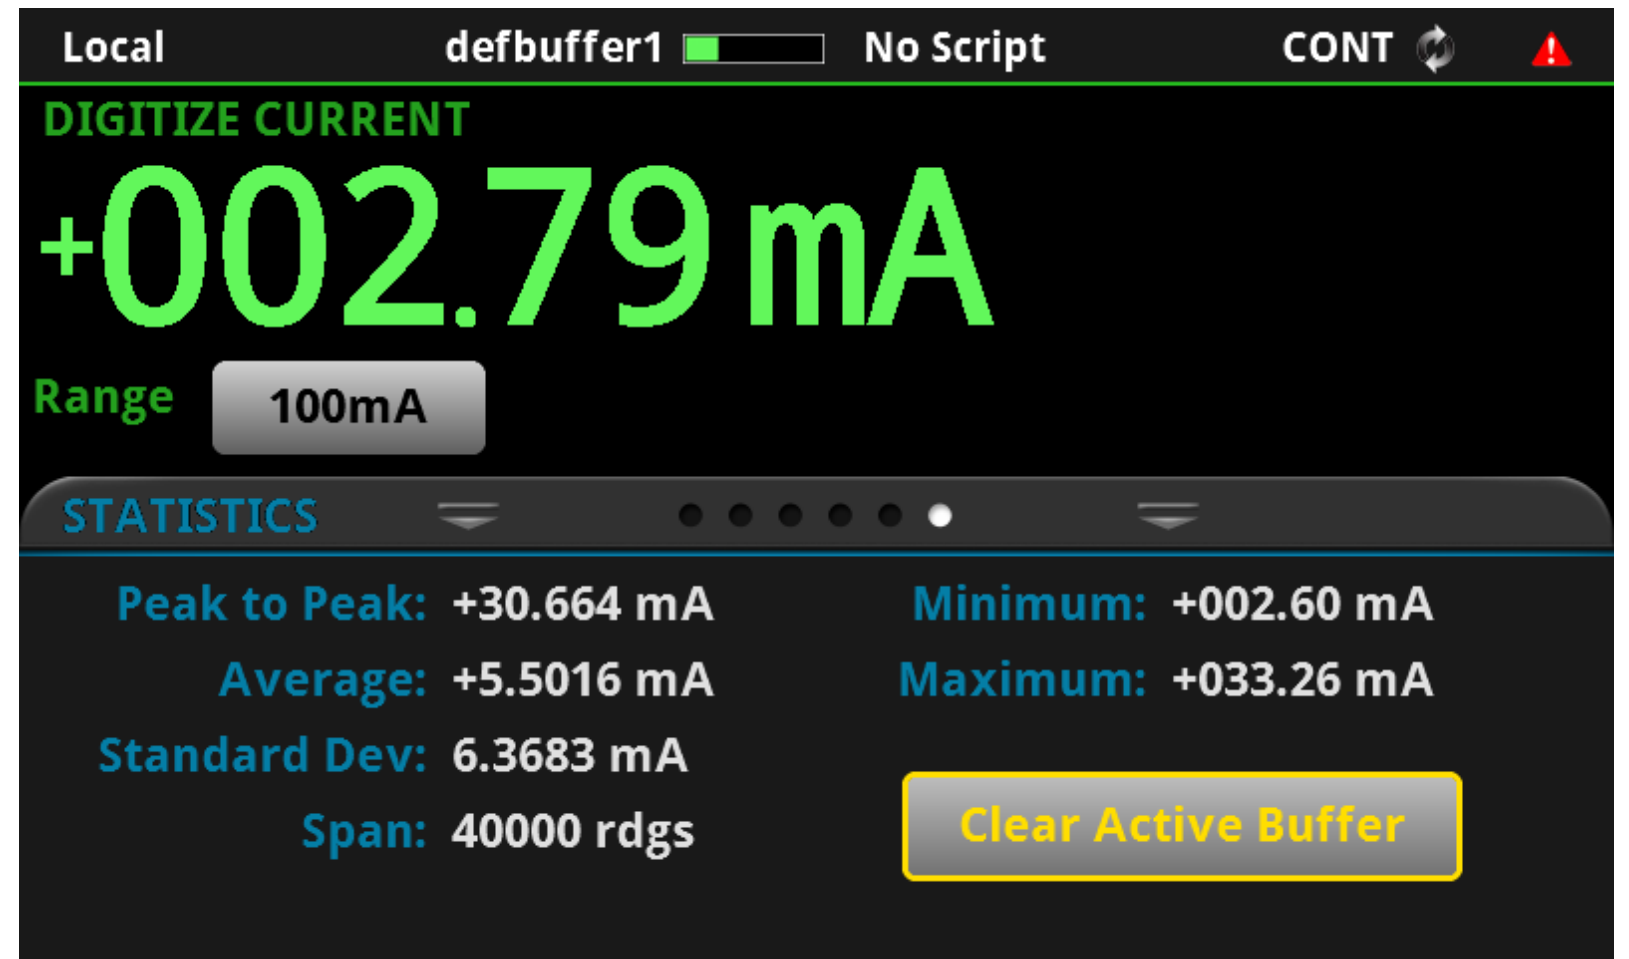 Local defbuffer1 No Script CONT
DIGITIZE CURRENT
+002.79 mA
Range 100mA
STATISTICS
Peak to Peak: +30.664 mA Minimum: +002.60 mA
Average: +5.5016 mA Maximum: +033.26 mA
Standard Dev: 6.3683 mA
Span: 40000 rdgs
Clear Active Buffer